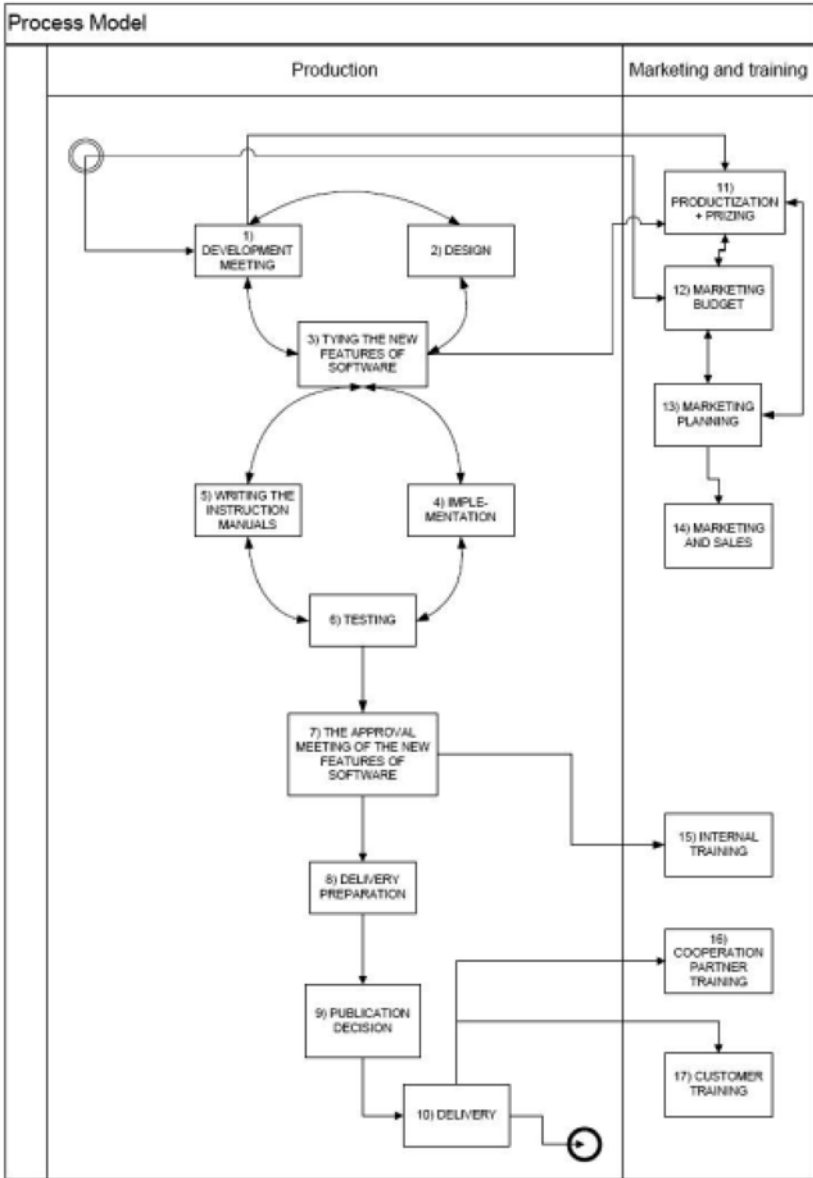 Process Model
Production
Marketing and training
1)
DEVELOPMENT
MEETING
2) DESIGN
3) TYING THE NEW
FEATURES OF
SOFTWARE
5) WRITING THE
INSTRUCTION
MANUALS
4) IMPLE-
MENTATION
6) TESTING
7) THE APPROVAL
MEETING OF THE NEW
FEATURES OF
SOFTWARE
8) DELIVERY
PREPARATION
9) PUBLICATION
DECISION
10) DELIVERY
11)
PRODUCTIZATION
+ PRIZING
12) MARKETING
BUDGET
13) MARKETING
PLANNING
14) MARKETING
AND SALES
15) INTERNAL
TRAINING
16)
COOPERATION
PARTNER
TRAINING
17) CUSTOMER
TRAINING